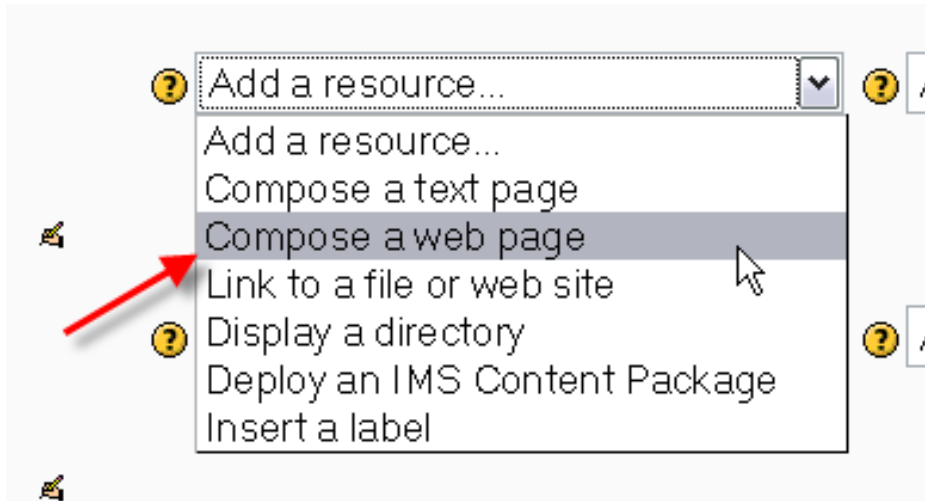 Add a resource...
Add a resource...
Compose a text page
Compose a web page
Link to a file or web site
Display a directory
Deploy an IMS Content Package
Insert a label